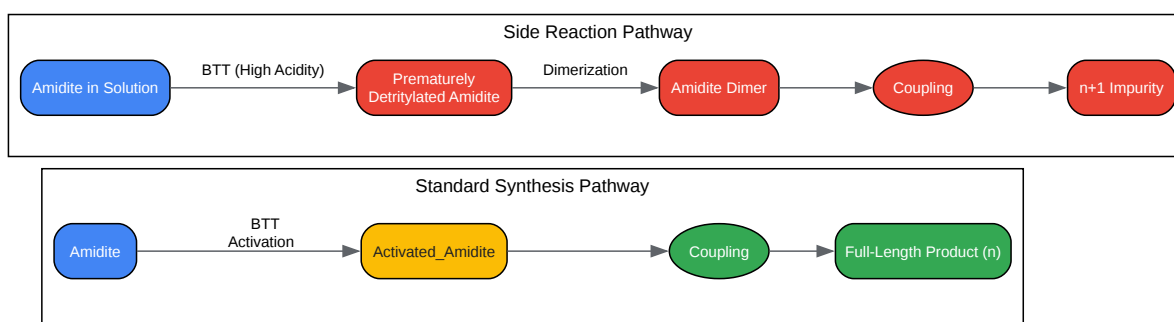 Side Reaction Pathway
Amidite in Solution
BTT (High Acidity)
Prematurely
Detritylated Amidite
Dimerization
Amidite Dimer
Coupling
n+1 Impurity
Standard Synthesis Pathway
Amidite
BTT
Activation
Activated_Amidite
Coupling
Full-Length Product (n)